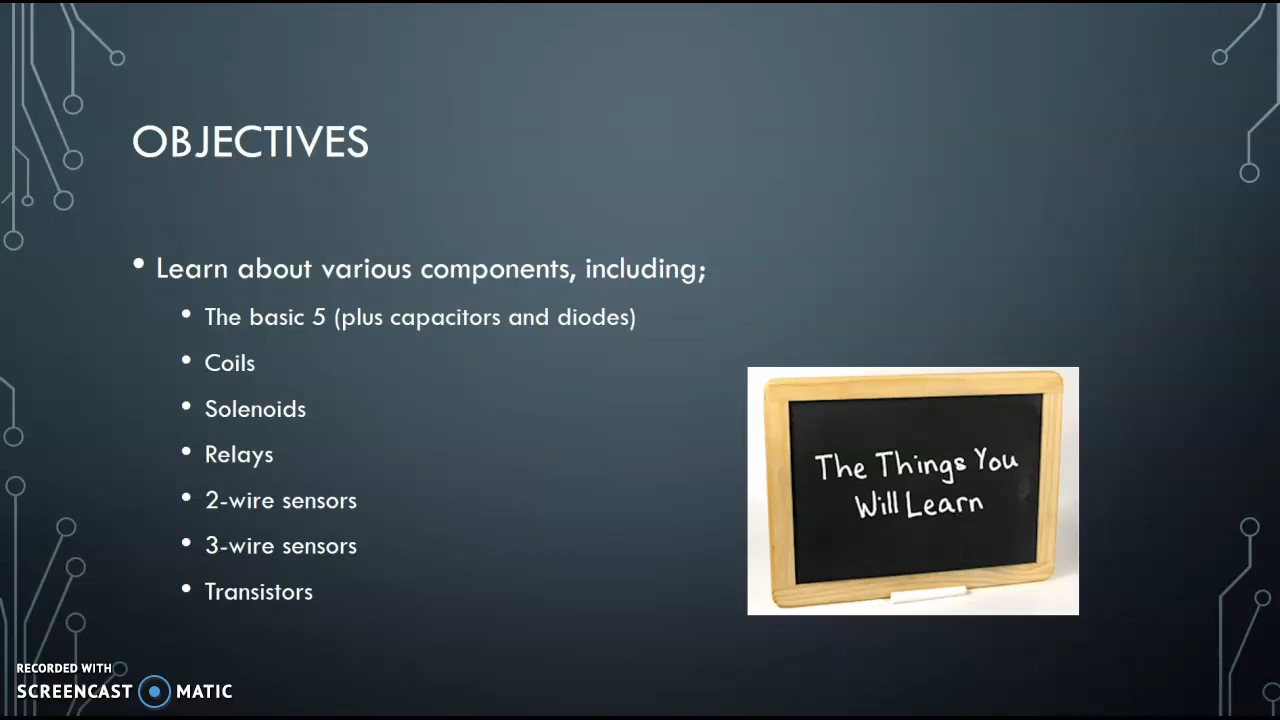 OBJECTIVES
• Learn about various components, including;
• The basic 5 (plus capacitors and diodes)
• Coils
• Solenoids
• Relays
• 2-wire sensors
• 3-wire sensors
• Transistors
The Things You
Will Learn
RECORDED WITH
SCREENCAST MATIC